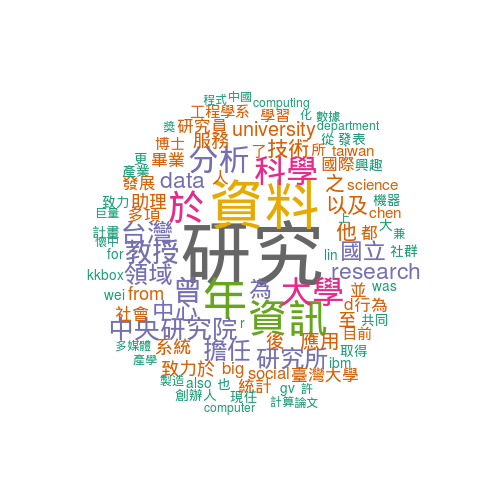 程式 中國
工程學系 computing
獎 學習 化 數據
研究員 university department
博士 服務 技術 從 發表
更 畢業 分析 了 所 taiwan 兼
產業 人 科學 國際 興趣
發展 data 資料 之 science
致力 助理 於 以及 機器
巨量 多項 上 chen
計畫 台灣 研究 他 都 大
懷中 教授 國立 社群
for 領域 曾 年 為 大學 lin research
kkbox was
wei from 中心 資訊 d 行為 並
社會 中央研究院 r 至 共同
後 應用 目前
多媒體 系統 擔任 研究所 取得
產學 致力於 big ibm
social 臺灣大學
製造 also 也 統計 gv 許
創辦人 現任 計算 論文
computer